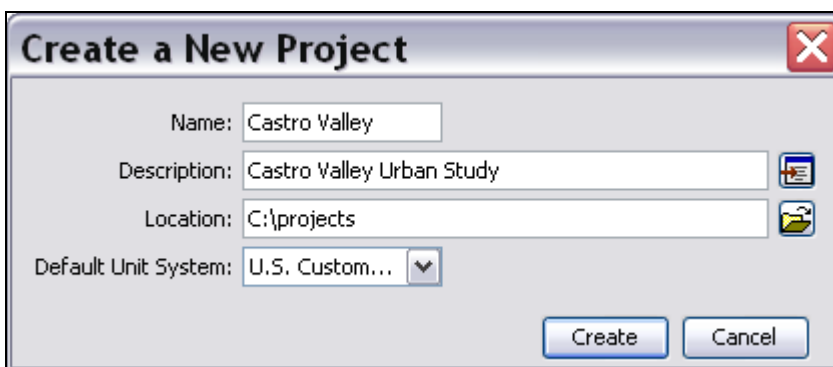 Create a New Project
Name: Castro Valley
Description: Castro Valley Urban Study
Location: C:\projects
Default Unit System: U.S. Custom...
Create Cancel